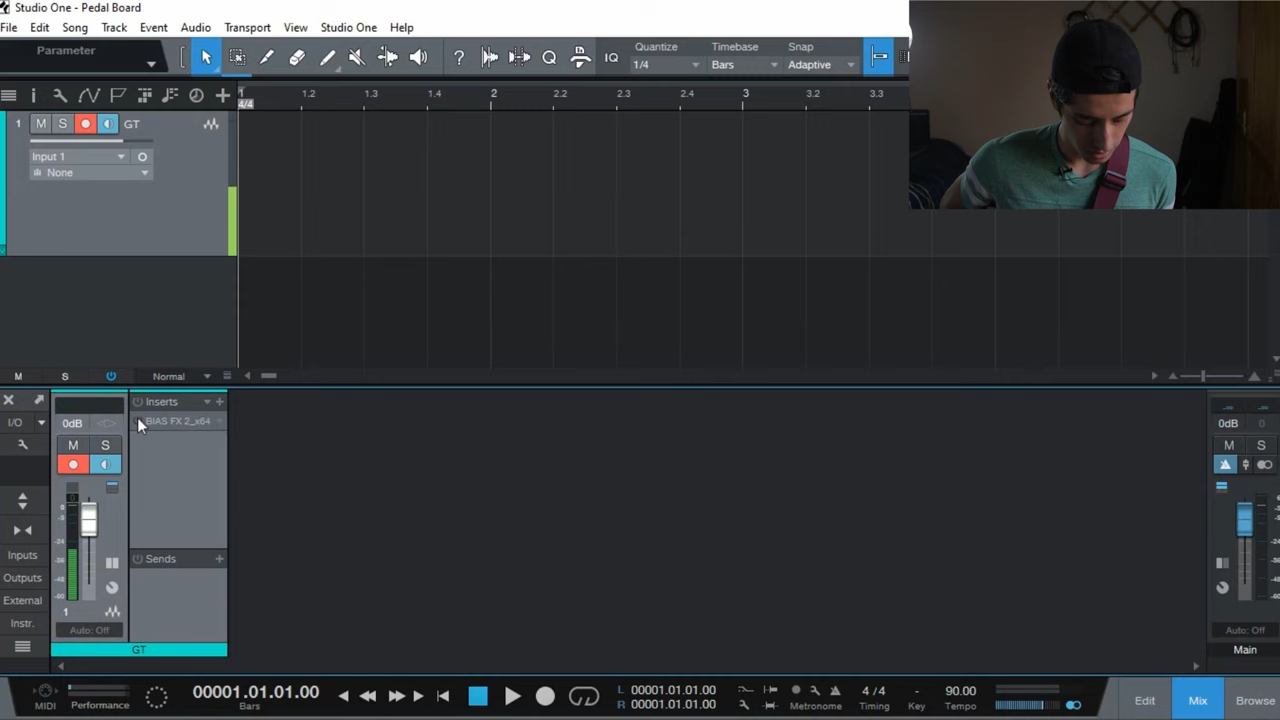 Studio One - Pedal Board
File Edit Song Track Event Audio Transport View Studio One Help
Parameter
? Q IQ
Quantize Timebase Snap
1/4 Bars Adaptive
1 1.2 1.3 1.4 2 2.2 2.3 2.4 3 3.2 3.3
4/4
1 M S GT
Input 1
None
M S Normal
I/O 0dB Inserts +
BIAS FX 2_x64
M S
0dB 0
M S
Sends +
Inputs
Outputs
External
Instr.
1
Auto: Off
GT
Auto: Off
Main
MIDI Performance
00001.01.01.00
Bars
L 00001.01.01.00
R 00001.01.01.00
Metronome
4 / 4
Timing
-
Key
90.00
Tempo
Edit Mix Browse